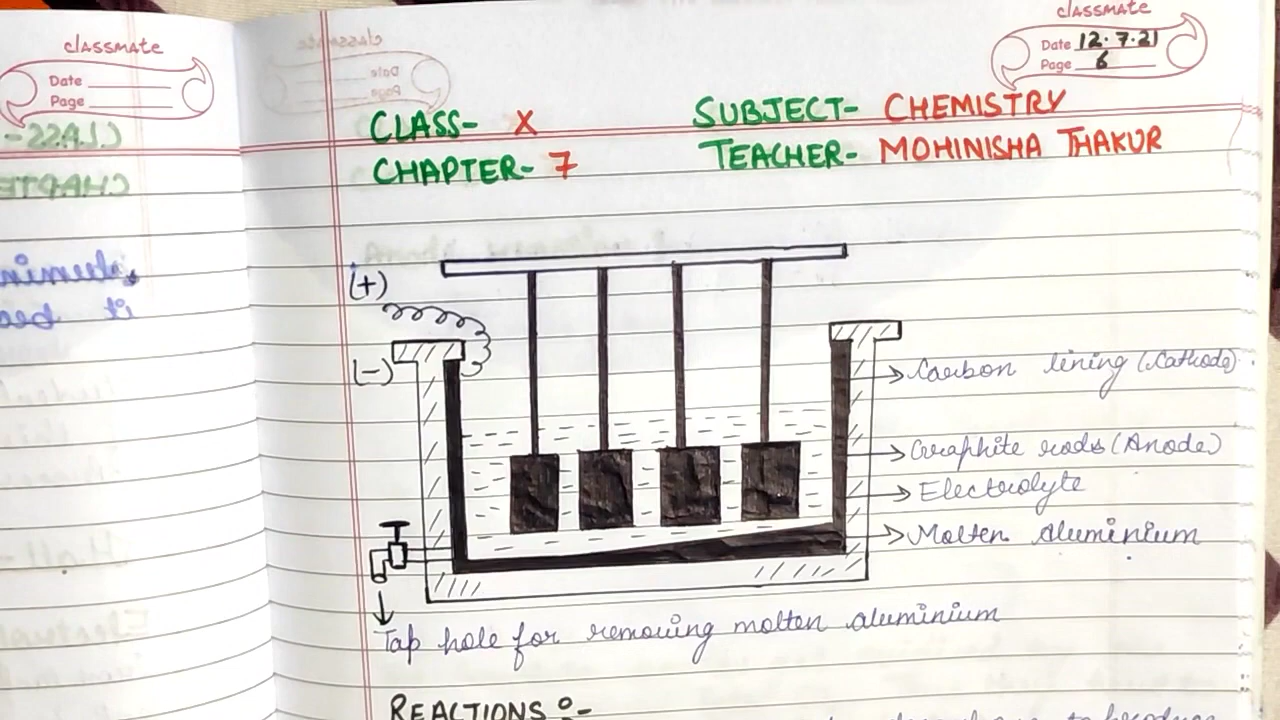 classmate
Date
Page
classmate
Date 12.7.21
Page 6
CLASS- X
SUBJECT- CHEMISTRY
CHAPTER- 7
TEACHER- MOHINISHA THAKUR
(+)
(-)
Carbon lining (Cathode)
Graphite rods (Anode)
Electrolyte
Molten aluminium
Tap hole for removing molten aluminium
REACTIONS :-